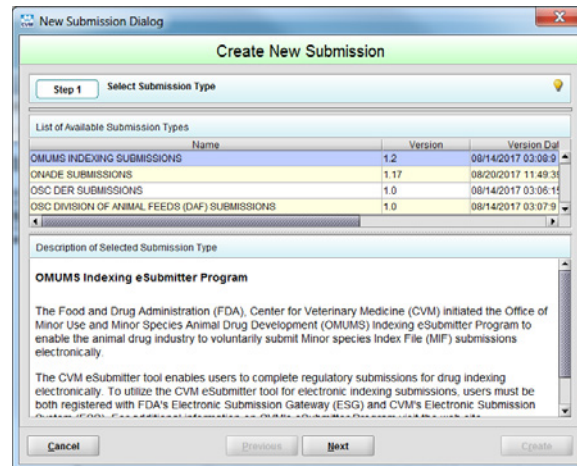 New Submission Dialog
Create New Submission
Step 1 Select Submission Type
List of Available Submission Types
Name Version Version Dat
OMUMS INDEXING SUBMISSIONS 1.2 08/14/2017 03:08:9
ONADE SUBMISSIONS 1.17 08/20/2017 11:49:39
OSC DER SUBMISSIONS 1.0 08/14/2017 03:06:15
OSC DIVISION OF ANIMAL FEEDS (DAF) SUBMISSIONS 1.0 08/14/2017 03:07:9
Description of Selected Submission Type
OMUMS Indexing eSubmitter Program
The Food and Drug Administration (FDA), Center for Veterinary Medicine (CVM) initiated the Office of
Minor Use and Minor Species Animal Drug Development (OMUMS) Indexing eSubmitter Program to
enable the animal drug industry to voluntarily submit Minor species Index File (MIF) submissions
electronically.
The CVM eSubmitter tool enables users to complete regulatory submissions for drug indexing
electronically. To utilize the CVM eSubmitter tool for electronic indexing submissions, users must be
both registered with FDA's Electronic Submission Gateway (ESG) and CVM's Electronic Submission
Cancel Previous Next Create